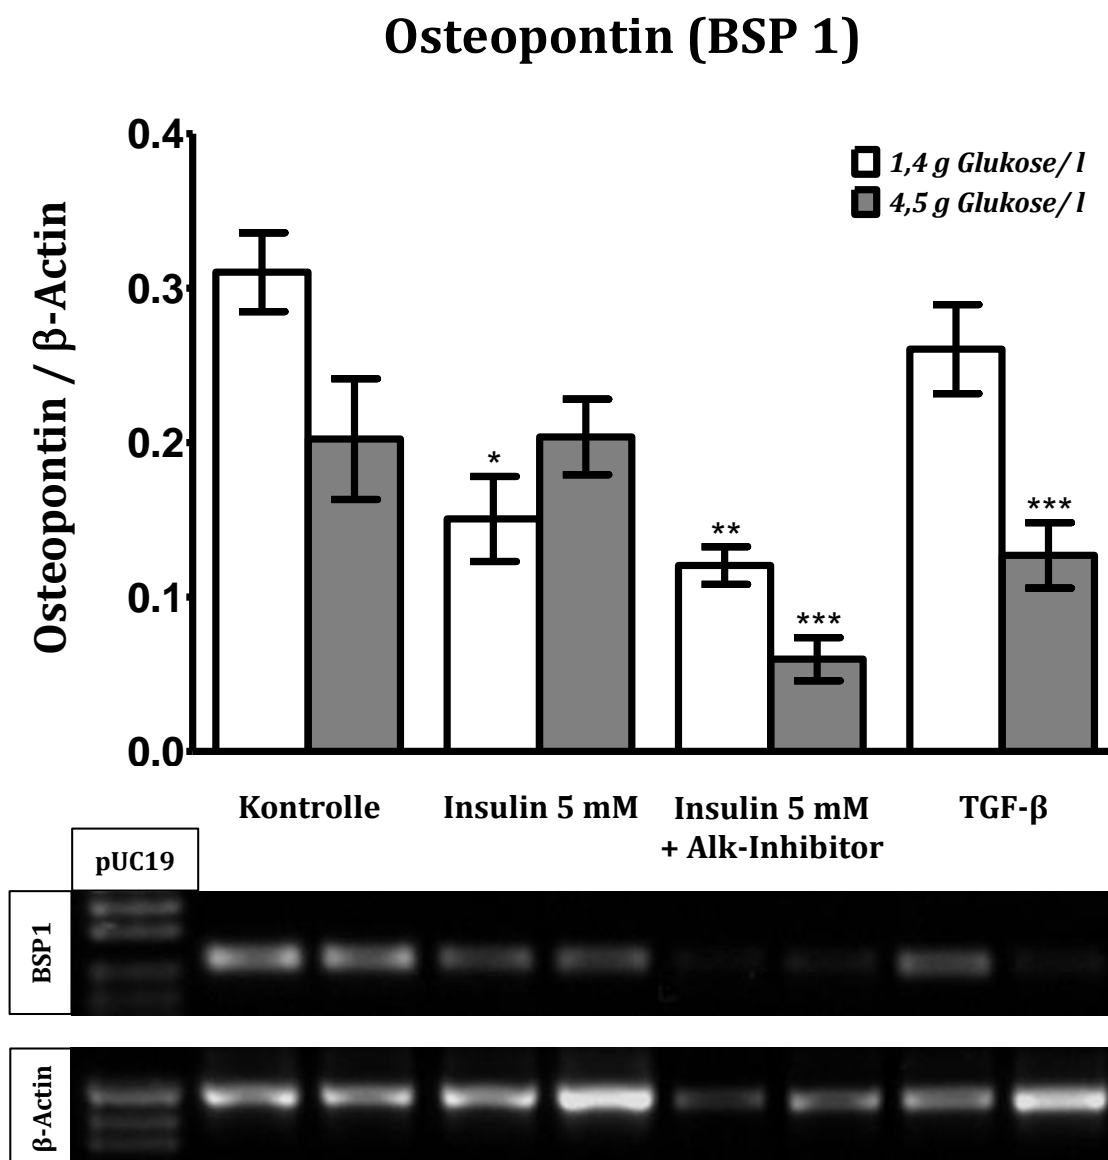 Osteopontin (BSP 1)
Osteopontin / β-Actin
0.4
0.3
0.2
0.1
0.0
1,4 g Glukose/ l
4,5 g Glukose/ l
*
**
***
***
Kontrolle
Insulin 5 mM
Insulin 5 mM
+ Alk-Inhibitor
TGF-β
pUC19
BSP1
β-Actin